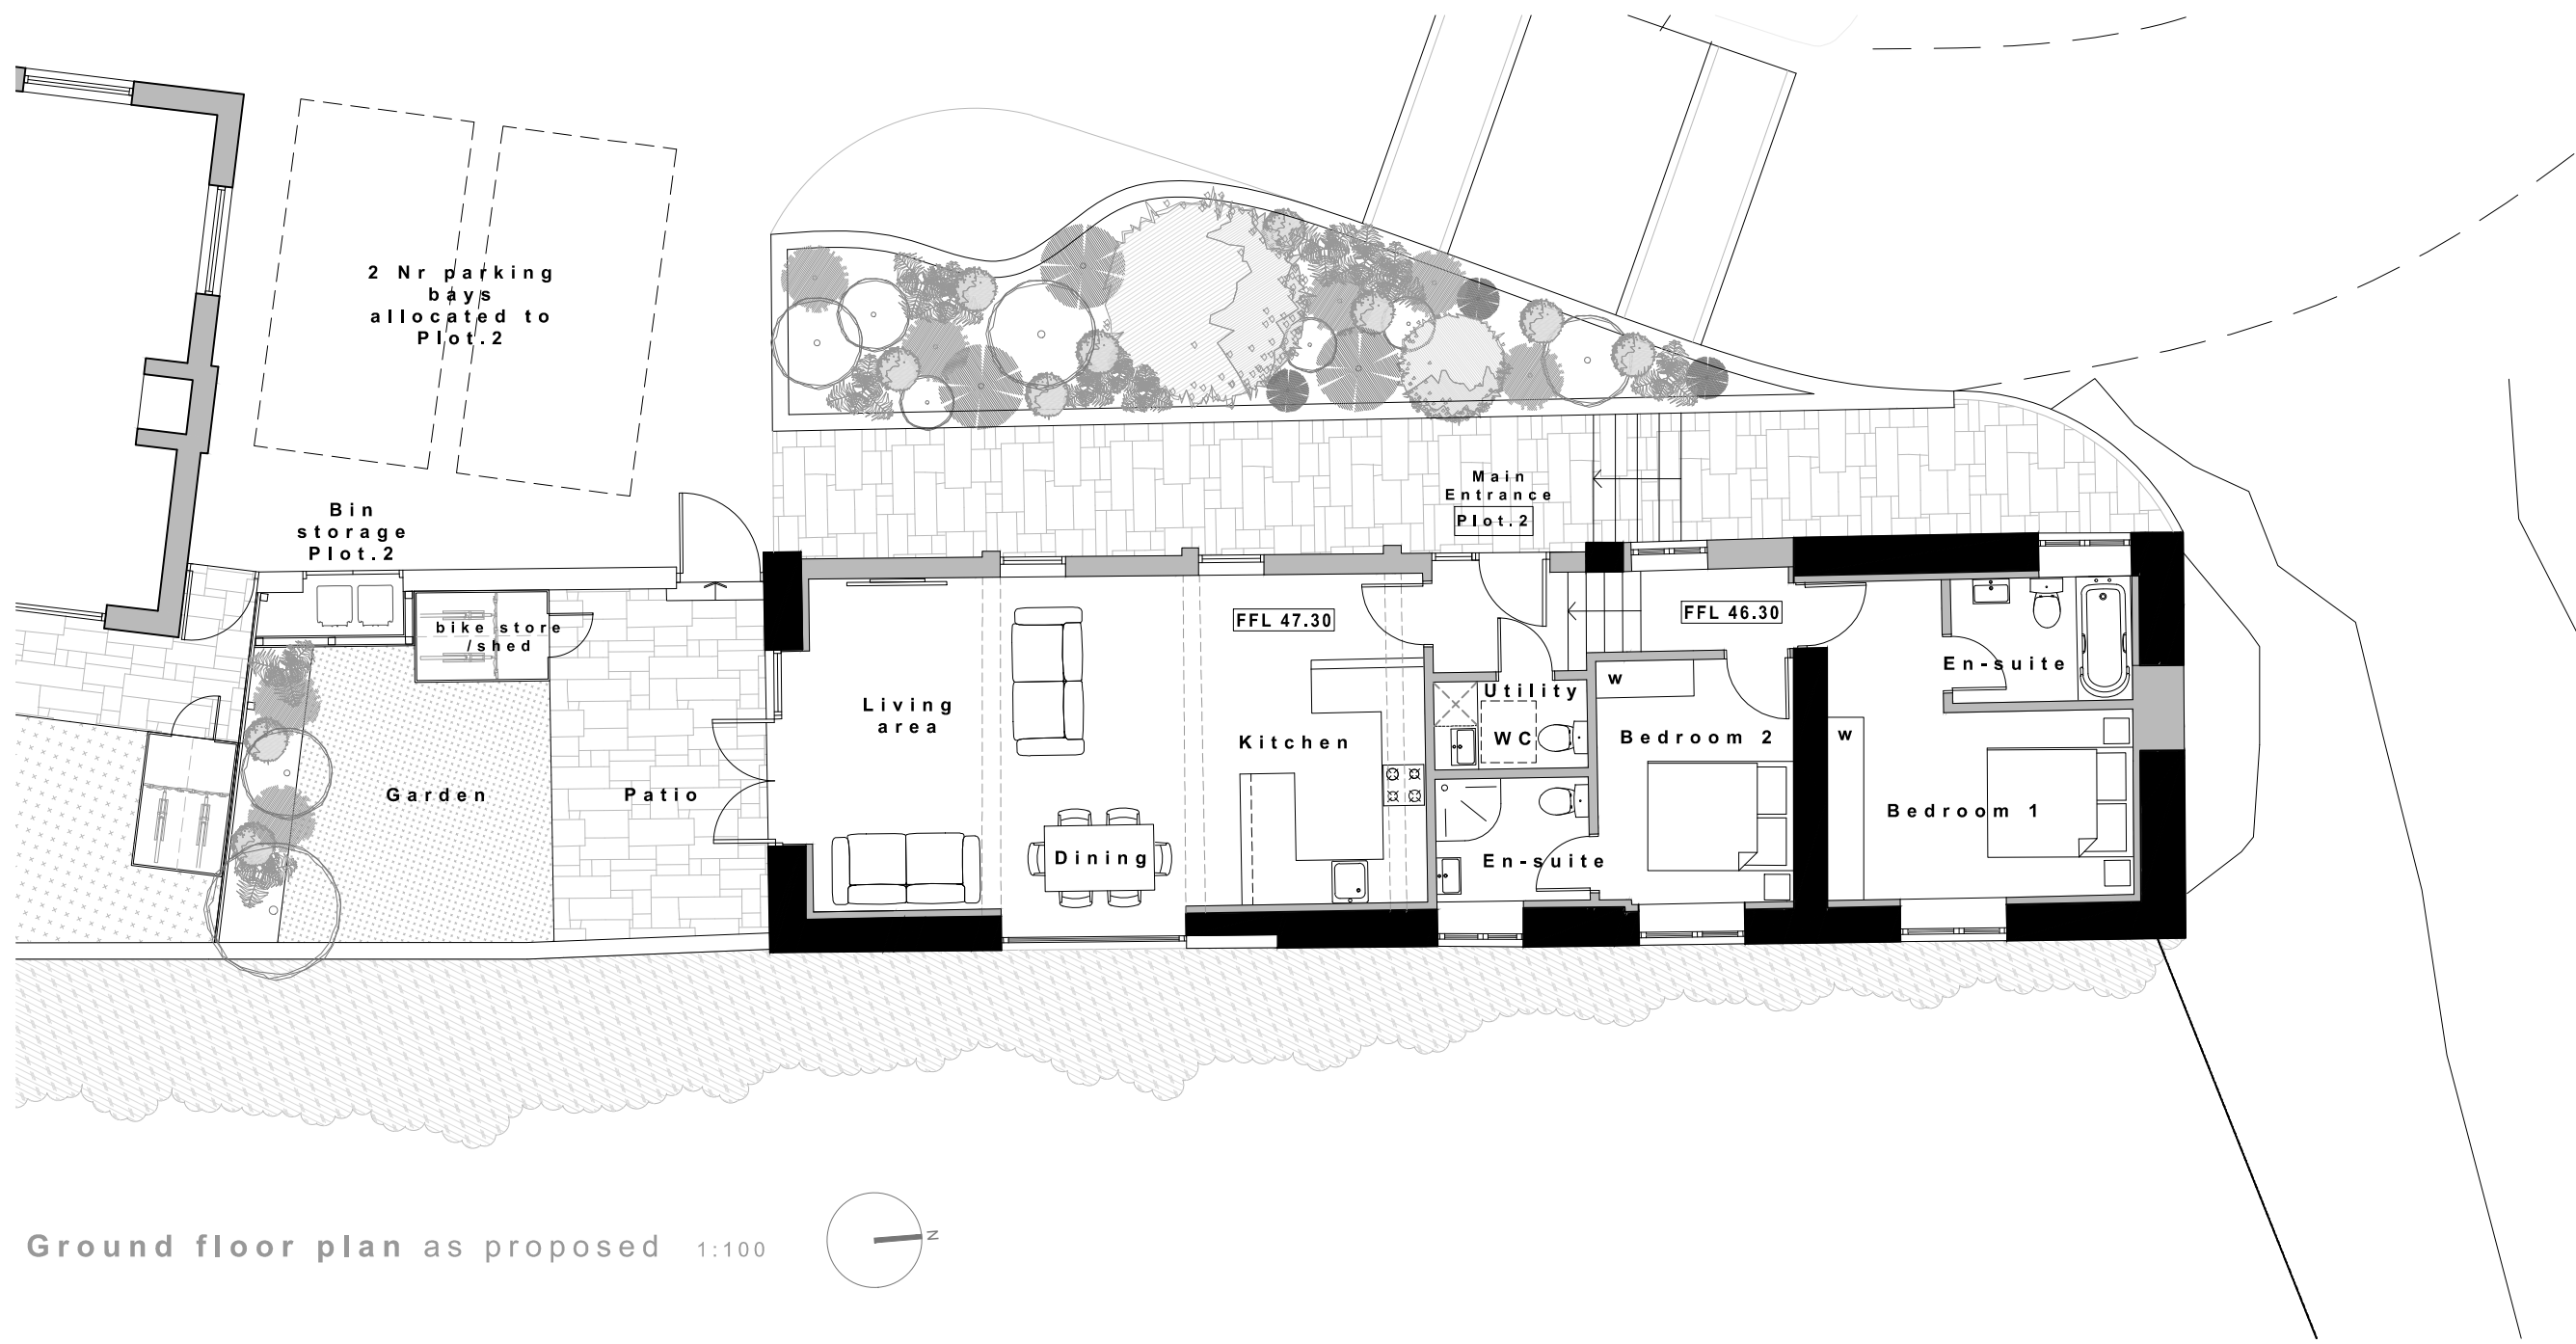 2 Nr parking
bays
allocated to
Plot.2
Bin
storage
Plot.2
Main
Entrance
Plot.2
bike store
/shed
FFL 47.30
FFL 46.30
En-suite
Living
area
Utility
w
WC
Kitchen
Bedroom 2
w
Garden
Patio
Bedroom 1
Dining
En-suite
Ground floor plan as proposed 1:100
N